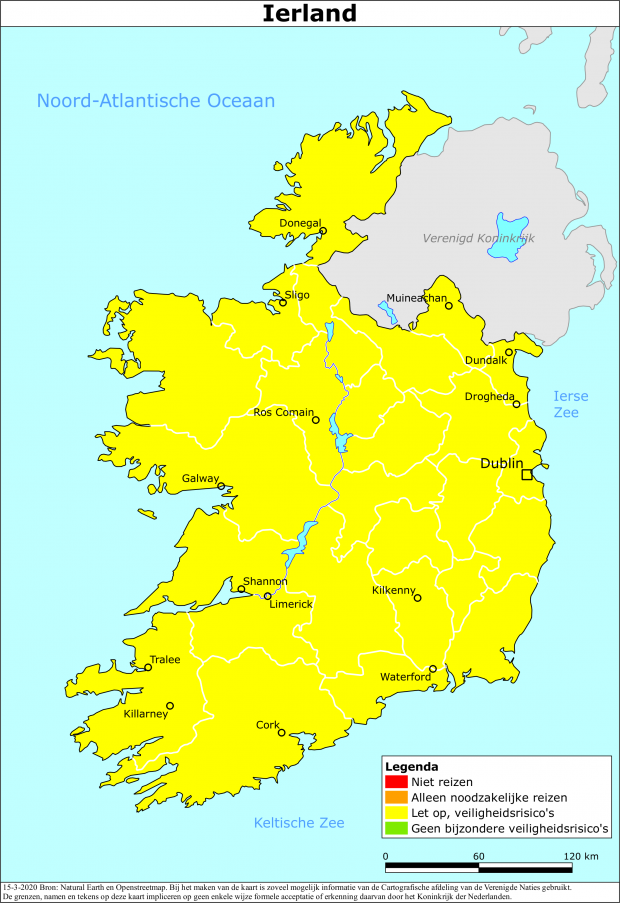 Ierland
Noord-Atlantische Oceaan
Donegal
Verenigd Koninkrijk
Sligo
Muineachan
Dundalk
Drogheda
Ierse
Zee
Ros Comain
Dublin
Galway
Shannon
Limerick
Kilkenny
Tralee
Waterford
Killarney
Cork
Keltische Zee
Legenda
Niet reizen
Alleen noodzakelijke reizen
Let op, veiligheidsrisico's
Geen bijzondere veiligheidsrisico's
0 60 120 km
15-3-2020 Bron: Natural Earth en Openstreetmap. Bij het maken van de kaart is zoveel mogelijk informatie van de Cartografische afdeling van de Verenigde Naties gebruikt.
De grenzen, namen en tekens op deze kaart impliceren op geen enkele wijze formele acceptatie of erkenning daarvan door het Koninkrijk der Nederlanden.